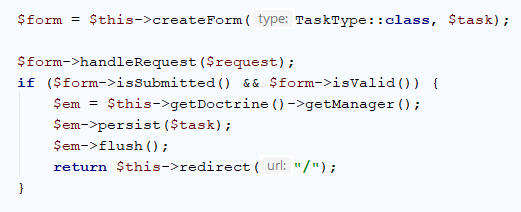 $form = $this->createForm( type: TaskType::class, $task);
$form->handleRequest($request);
if ($form->isSubmitted() && $form->isValid()) {
$em = $this->getDoctrine()->getManager();
$em->persist($task);
$em->flush();
return $this->redirect( url: "/");
}